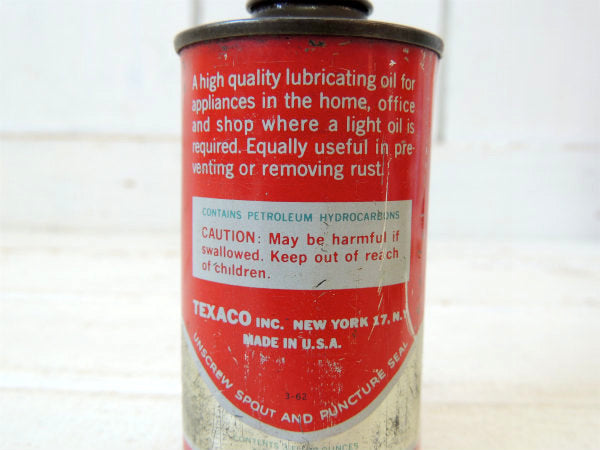 A high quality lubricating oil for
appliances in the home, office
and shop where a light oil is
required. Equally useful in pre-
venting or removing rust.
CONTAINS PETROLEUM HYDROCARBONS
CAUTION: May be harmful if
swallowed. Keep out of reach
of children.
TEXACO INC. NEW YORK 17, N.Y.
MADE IN U.S.A.
3-62
UNSCREW SPOUT AND PUNCTURE SEAL
CONTENTS OUNCES